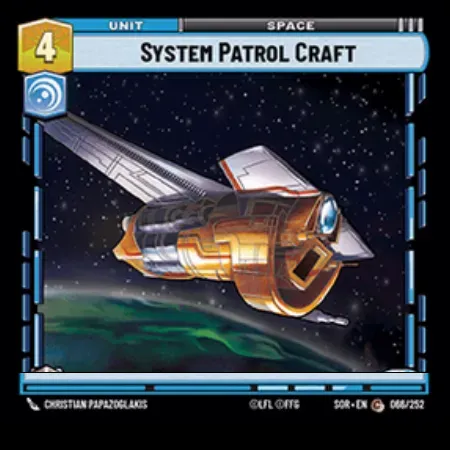 UNIT SPACE
4 SYSTEM PATROL CRAFT
CHRISTIAN PAPAZOGLAKIS ©LFL ©FFG SOR • EN C 066/252